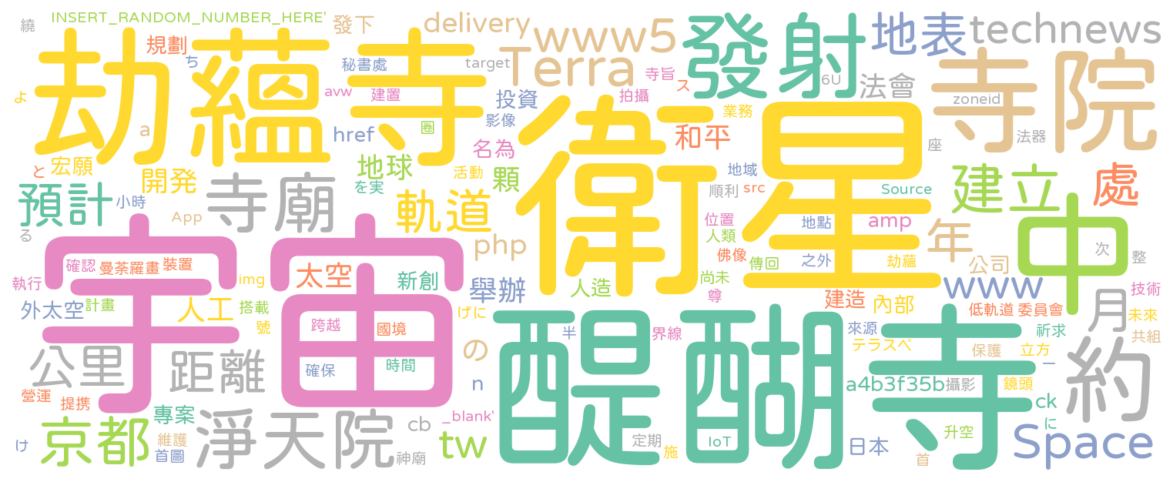 繞
INSERT_RANDOM_NUMBER_HERE'
發下
delivery
www5
發射
地表
technews
劫蘊寺
規劃
ち
秘書處
target
Terra
寺旨
ス
6U
法會
寺院
よ
avw
建置
投資
拍攝
業務
zoneid
a
href
圈
影像
和平
座
法器
と
宏願
開発
地球
を実
活動
名為
顆
衛星
地域
順利
src
Source
建立
處
預計
小時
App
寺廟
軌道
位置
地點
amp
年
中
る
php
人類
佛像
傳回
之外
劫蘊
公司
次
整
宇宙
確認
曼荼羅畫
裝置
img
太空
新創
舉辦
人造
尚未
尊
建造
內部
www
技術
執行
外太空
計畫
人工
搭載
號
跨越
國境
げに
半
界線
來源
低軌道
委員會
月
未來
祈求
共組
公里
距離
確保
時間
の
醍醐寺
テラスペ
保護
立方
一
約
營運
提携
n
a4b3f35b
攝影
鏡頭
ck
に
京都
專案
維護
首圖
淨天院
神廟
cb
_blank'
tw
定期
施
IoT
日本
升空
首
Space
け